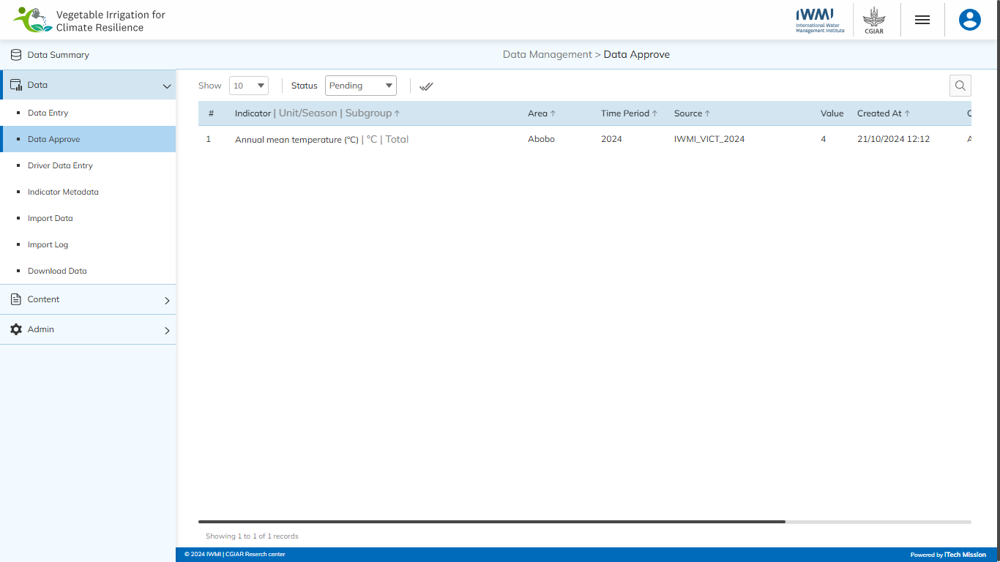 Vegetable Irrigation for
Climate Resilience
IWMI
International Water
Management Institute
CGIAR
Data Summary
Data Management > Data Approve
Data
Show 10 Status Pending
# Indicator | Unit/Season | Subgroup ↑ Area ↑ Time Period ↑ Source ↑ Value Created At ↑
Data Entry
Data Approve
1 Annual mean temperature (°C) | °C | Total Abobo 2024 IWMI_VICT_2024 4 21/10/2024 12:12 A
Driver Data Entry
Indicator Metadata
Import Data
Import Log
Download Data
Content
Admin
Showing 1 to 1 of 1 records
© 2024 IWMI | CGIAR Reserch center
Powered by iTech Mission